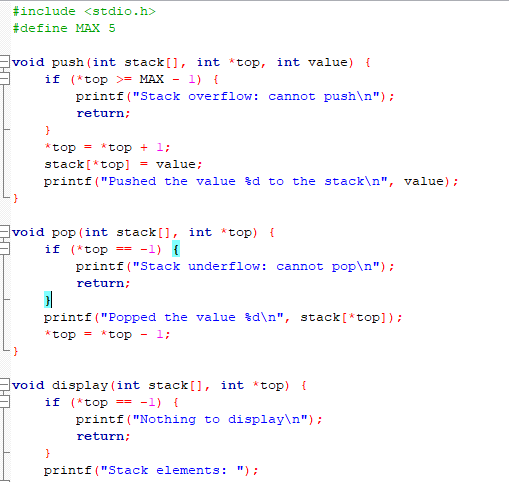 #include <stdio.h>
#define MAX 5
void push(int stack[], int *top, int value) {
    if (*top >= MAX - 1) {
        printf("Stack overflow: cannot push\n");
        return;
    }
    *top = *top + 1;
    stack[*top] = value;
    printf("Pushed the value %d to the stack\n", value);
}
void pop(int stack[], int *top) {
    if (*top == -1) {
        printf("Stack underflow: cannot pop\n");
        return;
    }
    printf("Popped the value %d\n", stack[*top]);
    *top = *top - 1;
}
void display(int stack[], int *top) {
    if (*top == -1) {
        printf("Nothing to display\n");
        return;
    }
    printf("Stack elements: ");